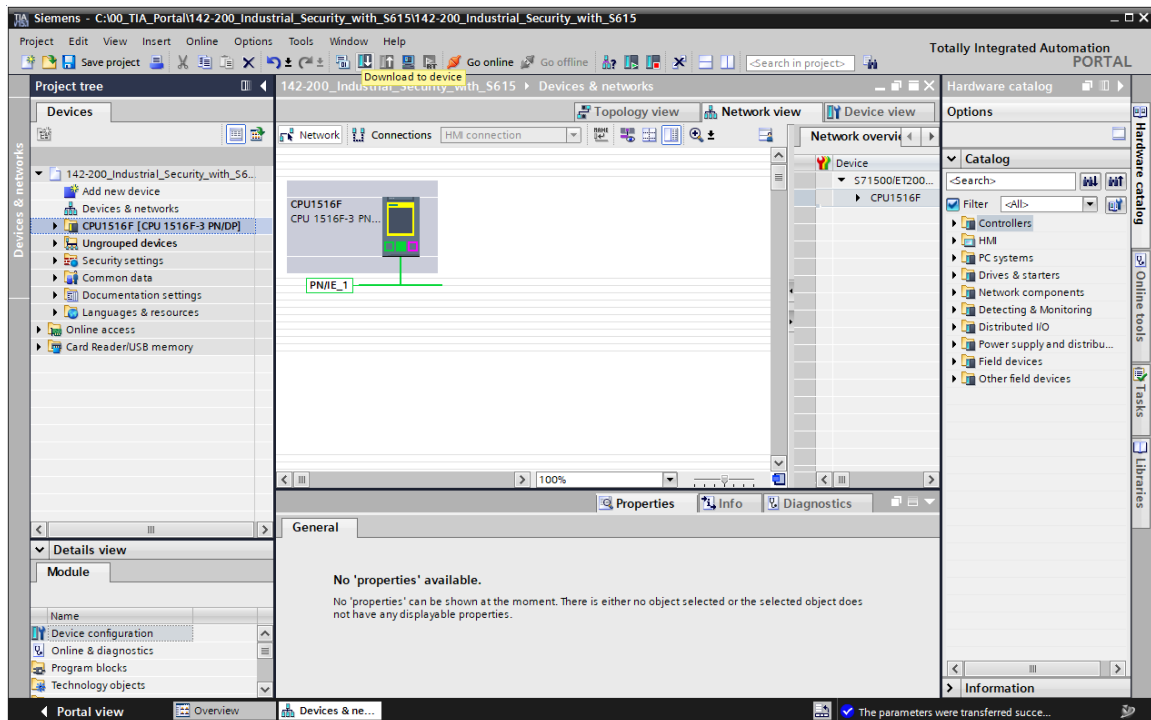 Siemens - C:\00_TIA_Portal\142-200_Industrial_Security_with_S615\142-200_Industrial_Security_with_S615
Project Edit View Insert Online Options Tools Window Help
Totally Integrated Automation
PORTAL
Save project
Go online
Go offline
<Search in project>
Download to device
Project tree
142-200_Industrial_Security_with_S615 Devices & networks
Hardware catalog
Devices
Topology view
Network view
Device view
Options
Network
Connections
HMI connection
Network overvi
Devices & networks
142-200_Industrial_Security_with_S6...
Add new device
Devices & networks
CPU1516F [CPU 1516F-3 PN/DP]
Ungrouped devices
Security settings
Common data
Documentation settings
Languages & resources
Online access
Card Reader/USB memory
CPU1516F
CPU 1516F-3 PN...
PN/IE_1
100%
Device
S71500/ET200...
CPU1516F
Catalog
<Search>
Filter
<All>
Controllers
HMI
PC systems
Drives & starters
Network components
Detecting & Monitoring
Distributed I/O
Power supply and distribu...
Field devices
Other field devices
Hardware catalog
Online tools
Tasks
Libraries
Properties
Info
Diagnostics
General
No 'properties' available.
No 'properties' can be shown at the moment. There is either no object selected or the selected object does
not have any displayable properties.
Details view
Module
Name
Device configuration
Online & diagnostics
Program blocks
Technology objects
Information
Portal view
Overview
Devices & ne...
The parameters were transferred succe...